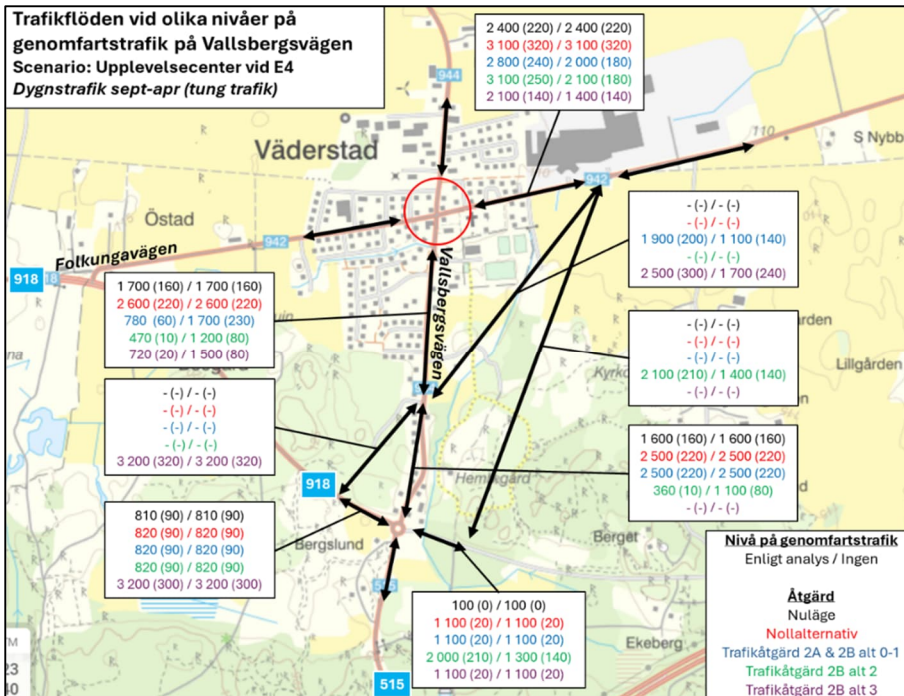 Trafikflöden vid olika nivåer på
genomfartstrafik på Vallsbergsvägen
Scenario: Upplevelsecenter vid E4
Dygnstrafik sept-apr (tung trafik)
2 400 (220) / 2 400 (220)
3 100 (320) / 3 100 (320)
2 800 (240) / 2 000 (180)
3 100 (250) / 2 100 (180)
2 100 (140) / 1 400 (140)
944
110
S Nybb
Väderstad
942
Östad
942
Folkungavägen
918
18
Vallsbergsvägen
- (-) / - (-)
- (-) / - (-)
1 900 (200) / 1 100 (140)
- (-) / - (-)
2 500 (300) / 1 700 (240)
1 700 (160) / 1 700 (160)
2 600 (220) / 2 600 (220)
780 (60) / 1 700 (230)
470 (10) / 1 200 (80)
720 (20) / 1 500 (80)
- (-) / - (-)
- (-) / - (-)
- (-) / - (-)
2 100 (210) / 1 400 (140)
- (-) / - (-)
Lillgården
- (-) / - (-)
- (-) / - (-)
- (-) / - (-)
- (-) / - (-)
3 200 (320) / 3 200 (320)
1 600 (160) / 1 600 (160)
2 500 (220) / 2 500 (220)
2 500 (220) / 2 500 (220)
360 (10) / 1 100 (80)
- (-) / - (-)
918
810 (90) / 810 (90)
820 (90) / 820 (90)
820 (90) / 820 (90)
820 (90) / 820 (90)
3 200 (300) / 3 200 (300)
Bergslund
Berget
100 (0) / 100 (0)
1 100 (20) / 1 100 (20)
1 100 (20) / 1 100 (20)
2 000 (210) / 1 300 (140)
1 100 (20) / 1 100 (20)
Ekeberg
515
Nivå på genomfartstrafik
Enligt analys / Ingen
Åtgärd
Nuläge
Nollalternativ
Trafikåtgärd 2A & 2B alt 0-1
Trafikåtgärd 2B alt 2
Trafikåtgärd 2B alt 3